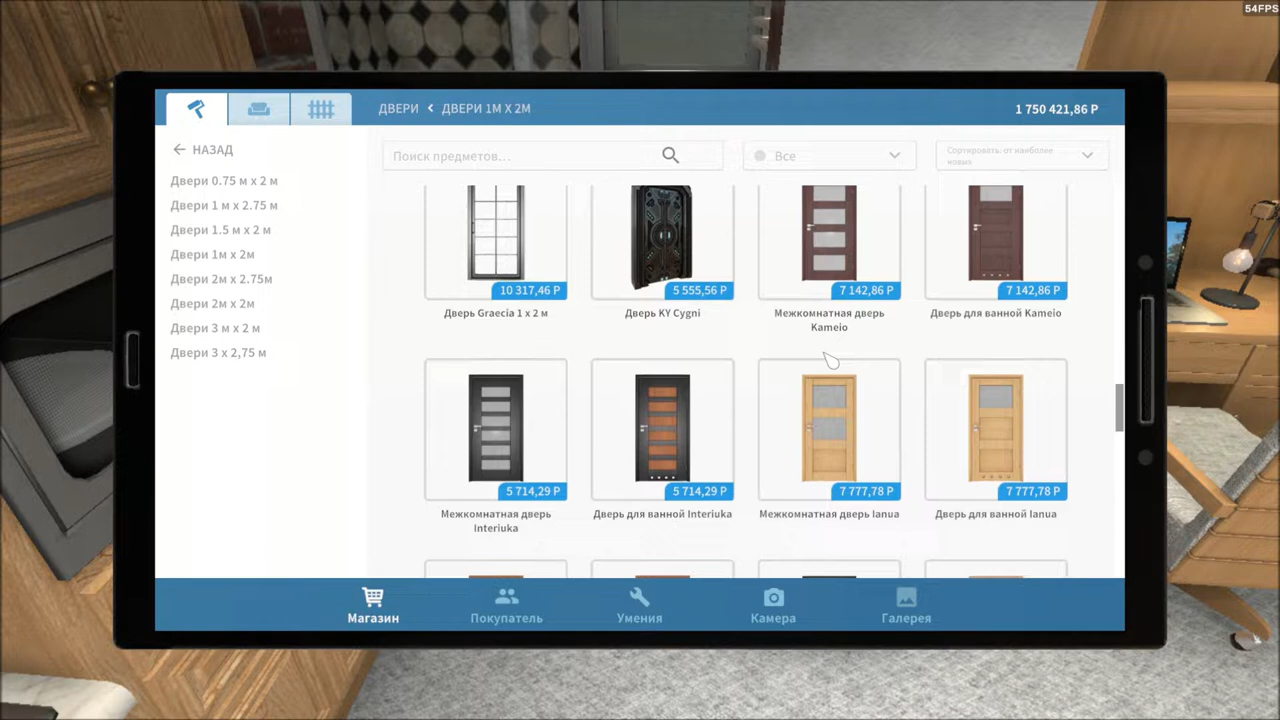 54FPS
ДВЕРИ < ДВЕРИ 1М X 2М
1 750 421,86 Р
НАЗАД
Поиск предметов...
Все
Сортировать: от наиболее новых
Двери 0.75 м x 2 м
Двери 1 м x 2.75 м
Двери 1.5 м x 2 м
Двери 1м x 2м
Двери 2м x 2.75м
Двери 2м x 2м
Двери 3 м x 2 м
Двери 3 x 2,75 м
10 317,46 Р
5 555,56 Р
7 142,86 Р
7 142,86 Р
Дверь Graecia 1 x 2 м
Дверь KY Cygni
Межкомнатная дверь Kameio
Дверь для ванной Kameio
5 714,29 Р
5 714,29 Р
7 777,78 Р
7 777,78 Р
Межкомнатная дверь Interiuka
Дверь для ванной Interiuka
Межкомнатная дверь Ianua
Дверь для ванной Ianua
Магазин
Покупатель
Умения
Камера
Галерея